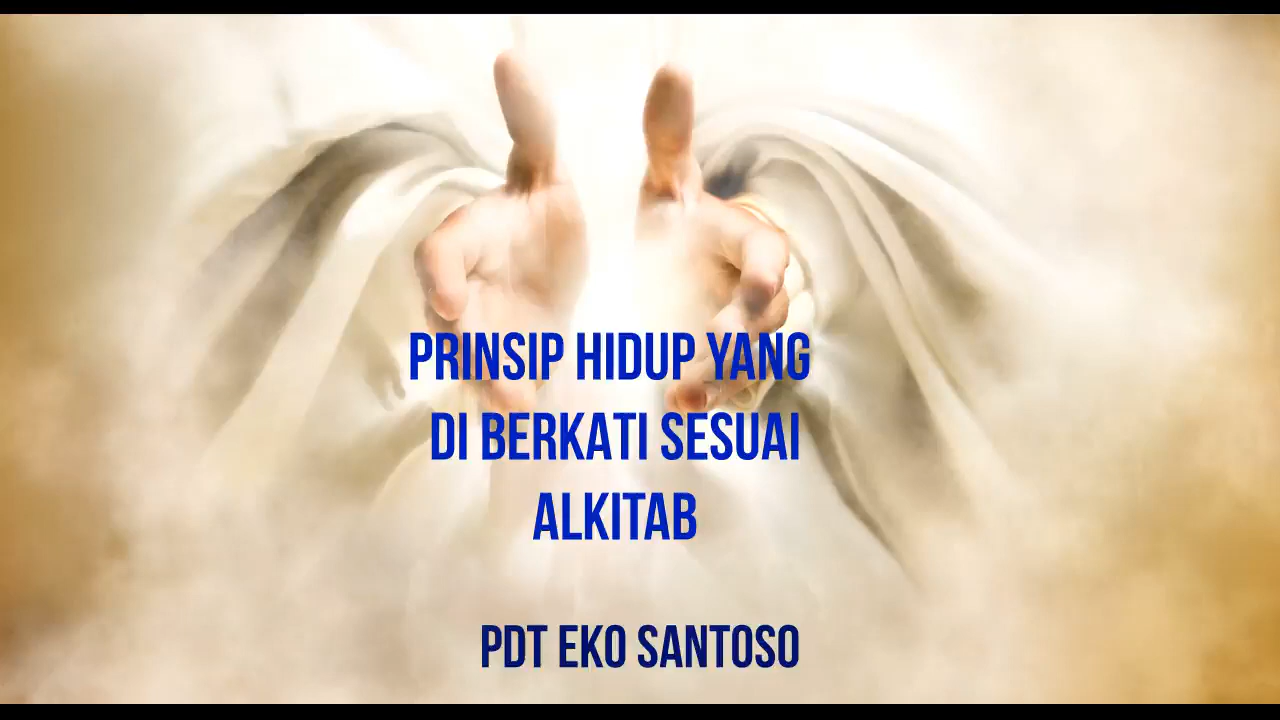 PRINSIP HIDUP YANG
DI BERKATI SESUAI
ALKITAB
PDT EKO SANTOSO